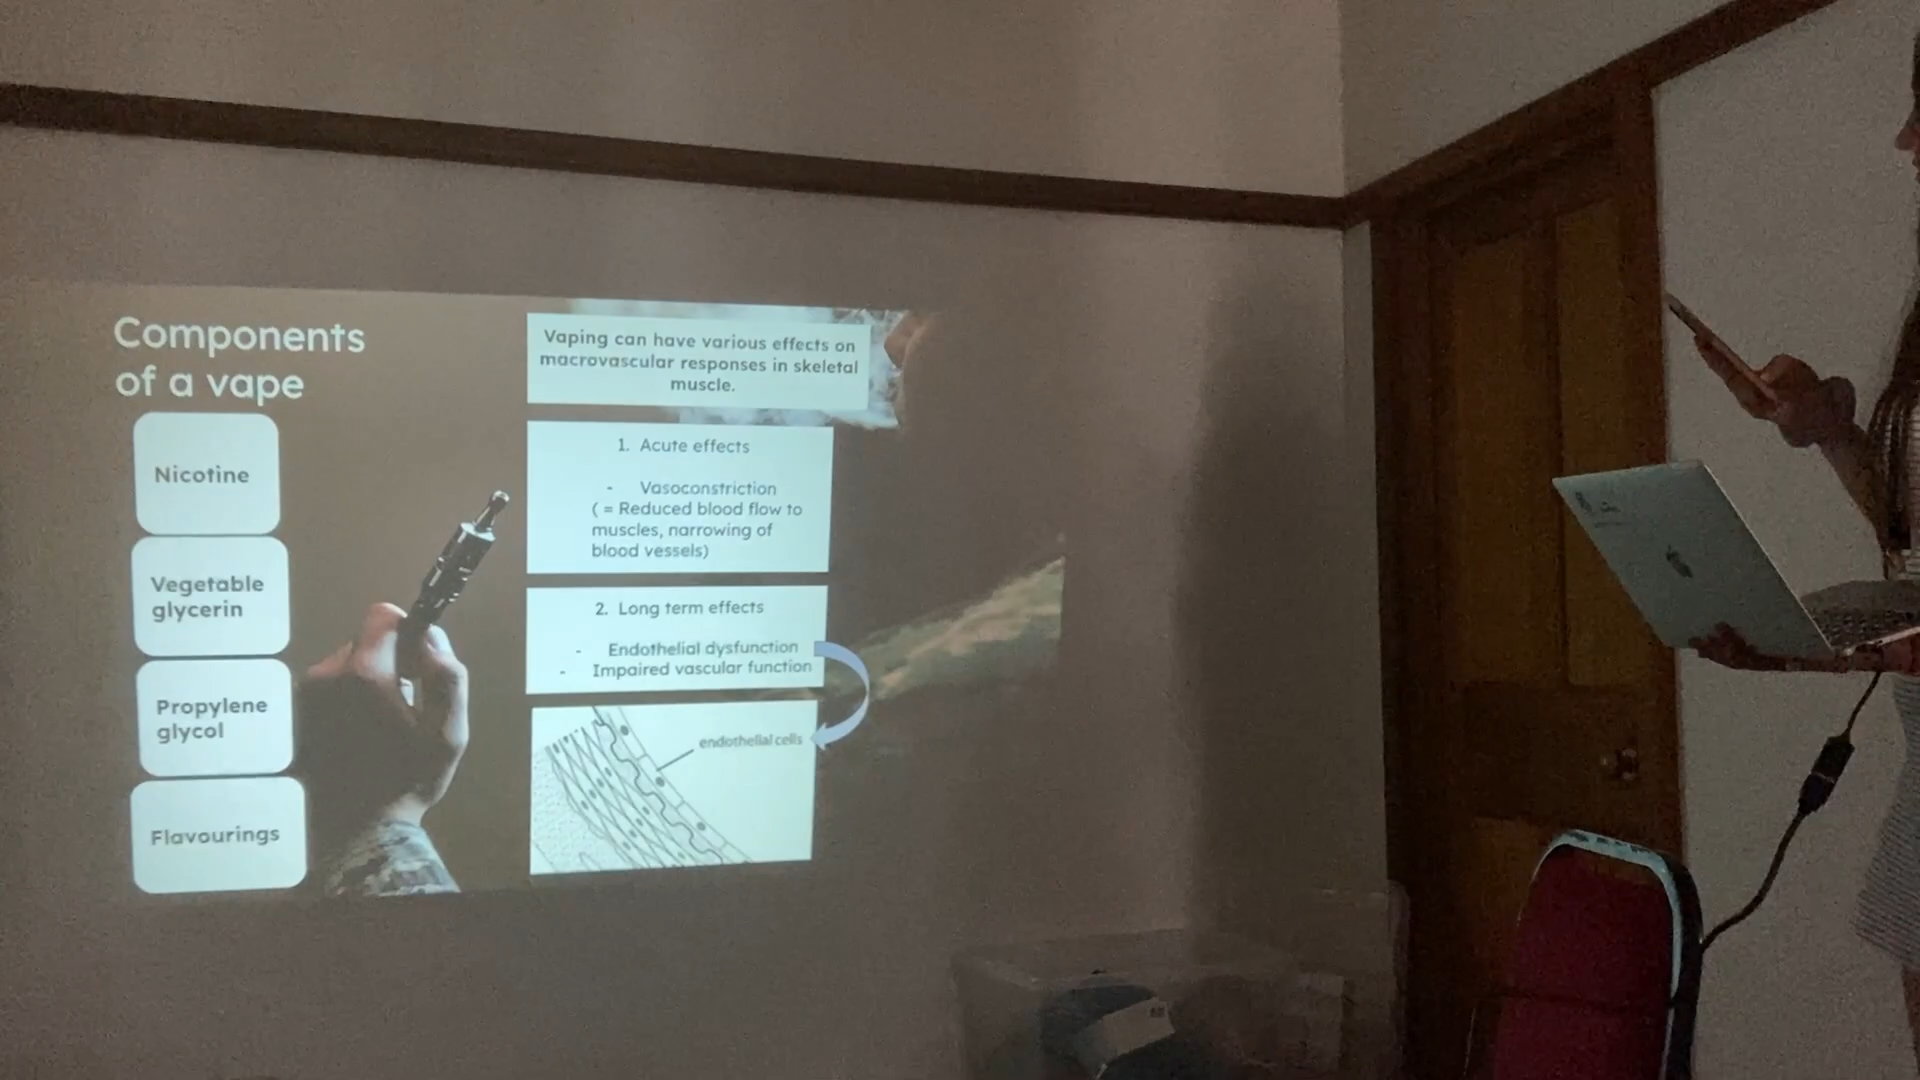 Components
of a vape
Nicotine
Vegetable
glycerin
Propylene
glycol
Flavourings
Vaping can have various effects on
macrovascular responses in skeletal
muscle.
1. Acute effects
- Vasoconstriction
( = Reduced blood flow to
muscles, narrowing of
blood vessels)
2. Long term effects
- Endothelial dysfunction
- Impaired vascular function
endothelial cells